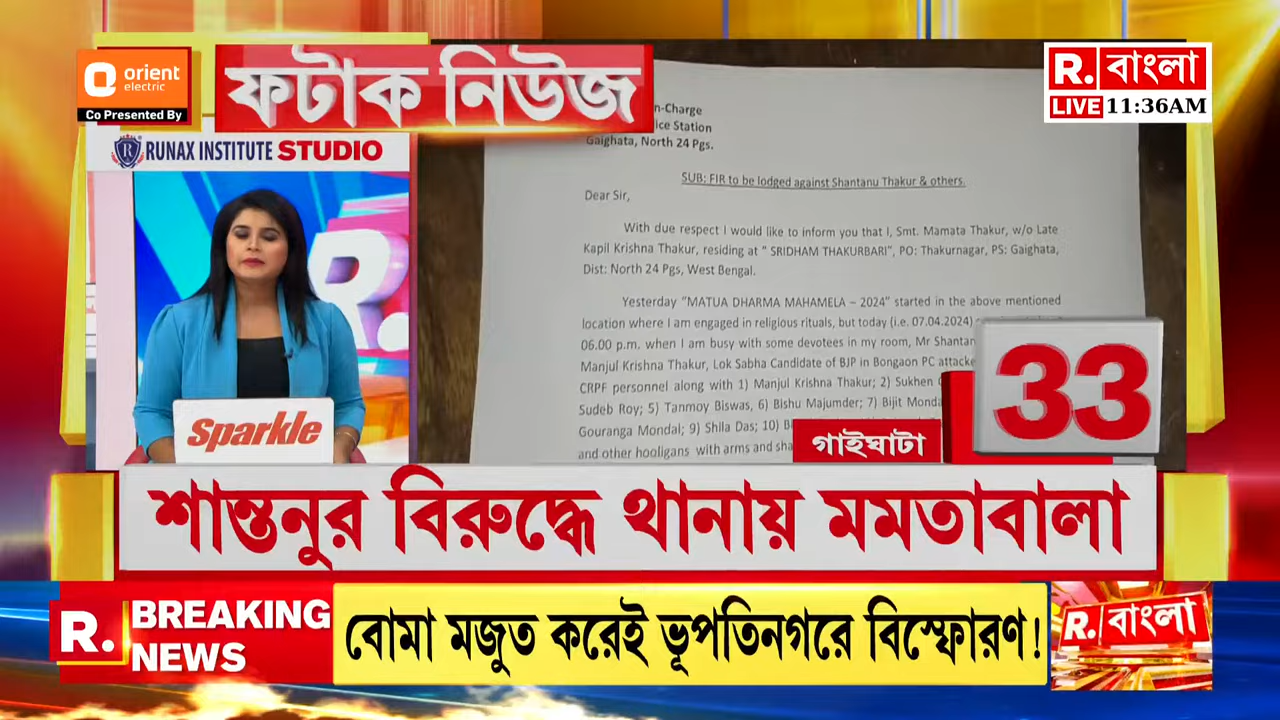 orient
electric
Co Presented By
ফটাক নিউজ
R. বাংলা
LIVE 11:36AM
RUNAX INSTITUTE STUDIO
n-Charge
ice Station
Gaighata, North 24 Pgs.
SUB: FIR to be lodged against Shantanu Thakur & others.
Dear Sir,
With due respect I would like to inform you that I, Smt. Mamata Thakur, w/o Late
Kapil Krishna Thakur, residing at " SRIDHAM THAKURBARI", PO: Thakurnagar, PS: Gaighata,
Dist: North 24 Pgs, West Bengal.
Yesterday "MATUA DHARMA MAHAMELA – 2024" started in the above mentioned
location where I am engaged in religious rituals, but today (i.e. 07.04.2024)
06.00 p.m. when I am busy with some devotees in my room, Mr Shantan
Manjul Krishna Thakur, Lok Sabha Candidate of BJP in Bongaon PC attacke
CRPF personnel along with 1) Manjul Krishna Thakur; 2) Sukhen
Sudeb Roy; 5) Tanmoy Biswas, 6) Bishu Majumder; 7) Bijit Monda
Gouranga Mondal; 9) Shila Das; 10)
and other hooligans with arms and sha
33
গাইঘাটা
Sparkle
R.
শান্তনুর বিরুদ্ধে থানায় মমতাবালা
R. BREAKING NEWS
বোমা মজুত করেই ভূপতিনগরে বিস্ফোরণ!
R. বাংলা